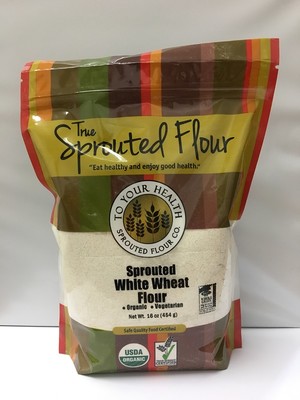 True
Sprouted Flour
"Eat healthy and enjoy good health."
TO YOUR HEALTH
SPROUTED FLOUR CO.
Sprouted
White Wheat
Flour
• Organic • Vegetarian
Net Wt. 16 oz (454 g)
Safe Quality Food Certified
USDA
ORGANIC